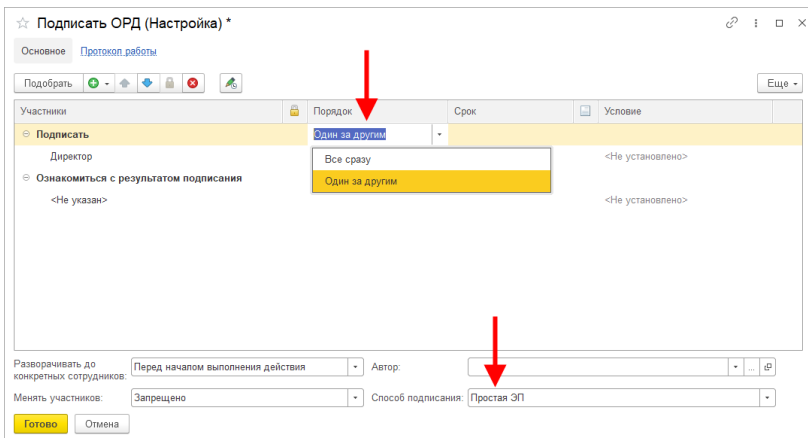 Подписать ОРД (Настройка) *
Основное Протокол работы
Подобрать Еще
Участники Порядок Срок Условие
Подписать Один за другим
Директор Все сразу <Не установлено>
Ознакомиться с результатом подписания Один за другим
<Не указан> <Не установлено>
Разворачивать до
конкретных сотрудников: Перед началом выполнения действия Автор:
Менять участников: Запрещено Способ подписания: Простая ЭП
Готово Отмена